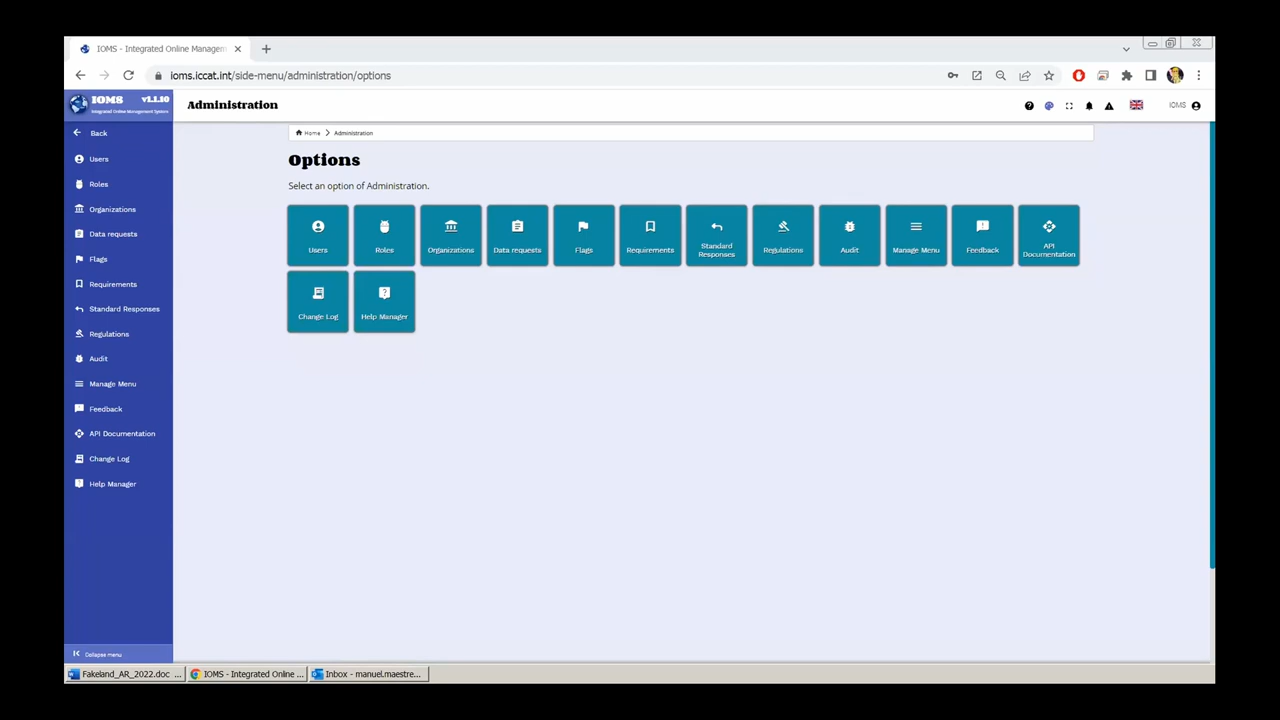 IOMS - Integrated Online Managem
ioms.iccat.int/side-menu/administration/options
IOMS v1.1.10
Integrated Online Management System
Administration
IOMS
Back
Users
Roles
Organizations
Data requests
Flags
Requirements
Standard Responses
Regulations
Audit
Manage Menu
Feedback
API Documentation
Change Log
Help Manager
Collapse menu
Home > Administration
Options
Select an option of Administration.
Users
Roles
Organizations
Data requests
Flags
Requirements
Standard
Responses
Regulations
Audit
Manage Menu
Feedback
API
Documentation
Change Log
Help Manager
Fakeland_AR_2022.doc ...
IOMS - Integrated Online ...
Inbox - manuel.maestre...